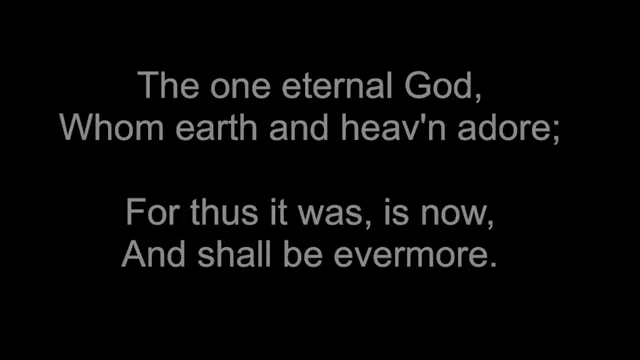 The one eternal God,
Whom earth and heav'n adore;
For thus it was, is now,
And shall be evermore.